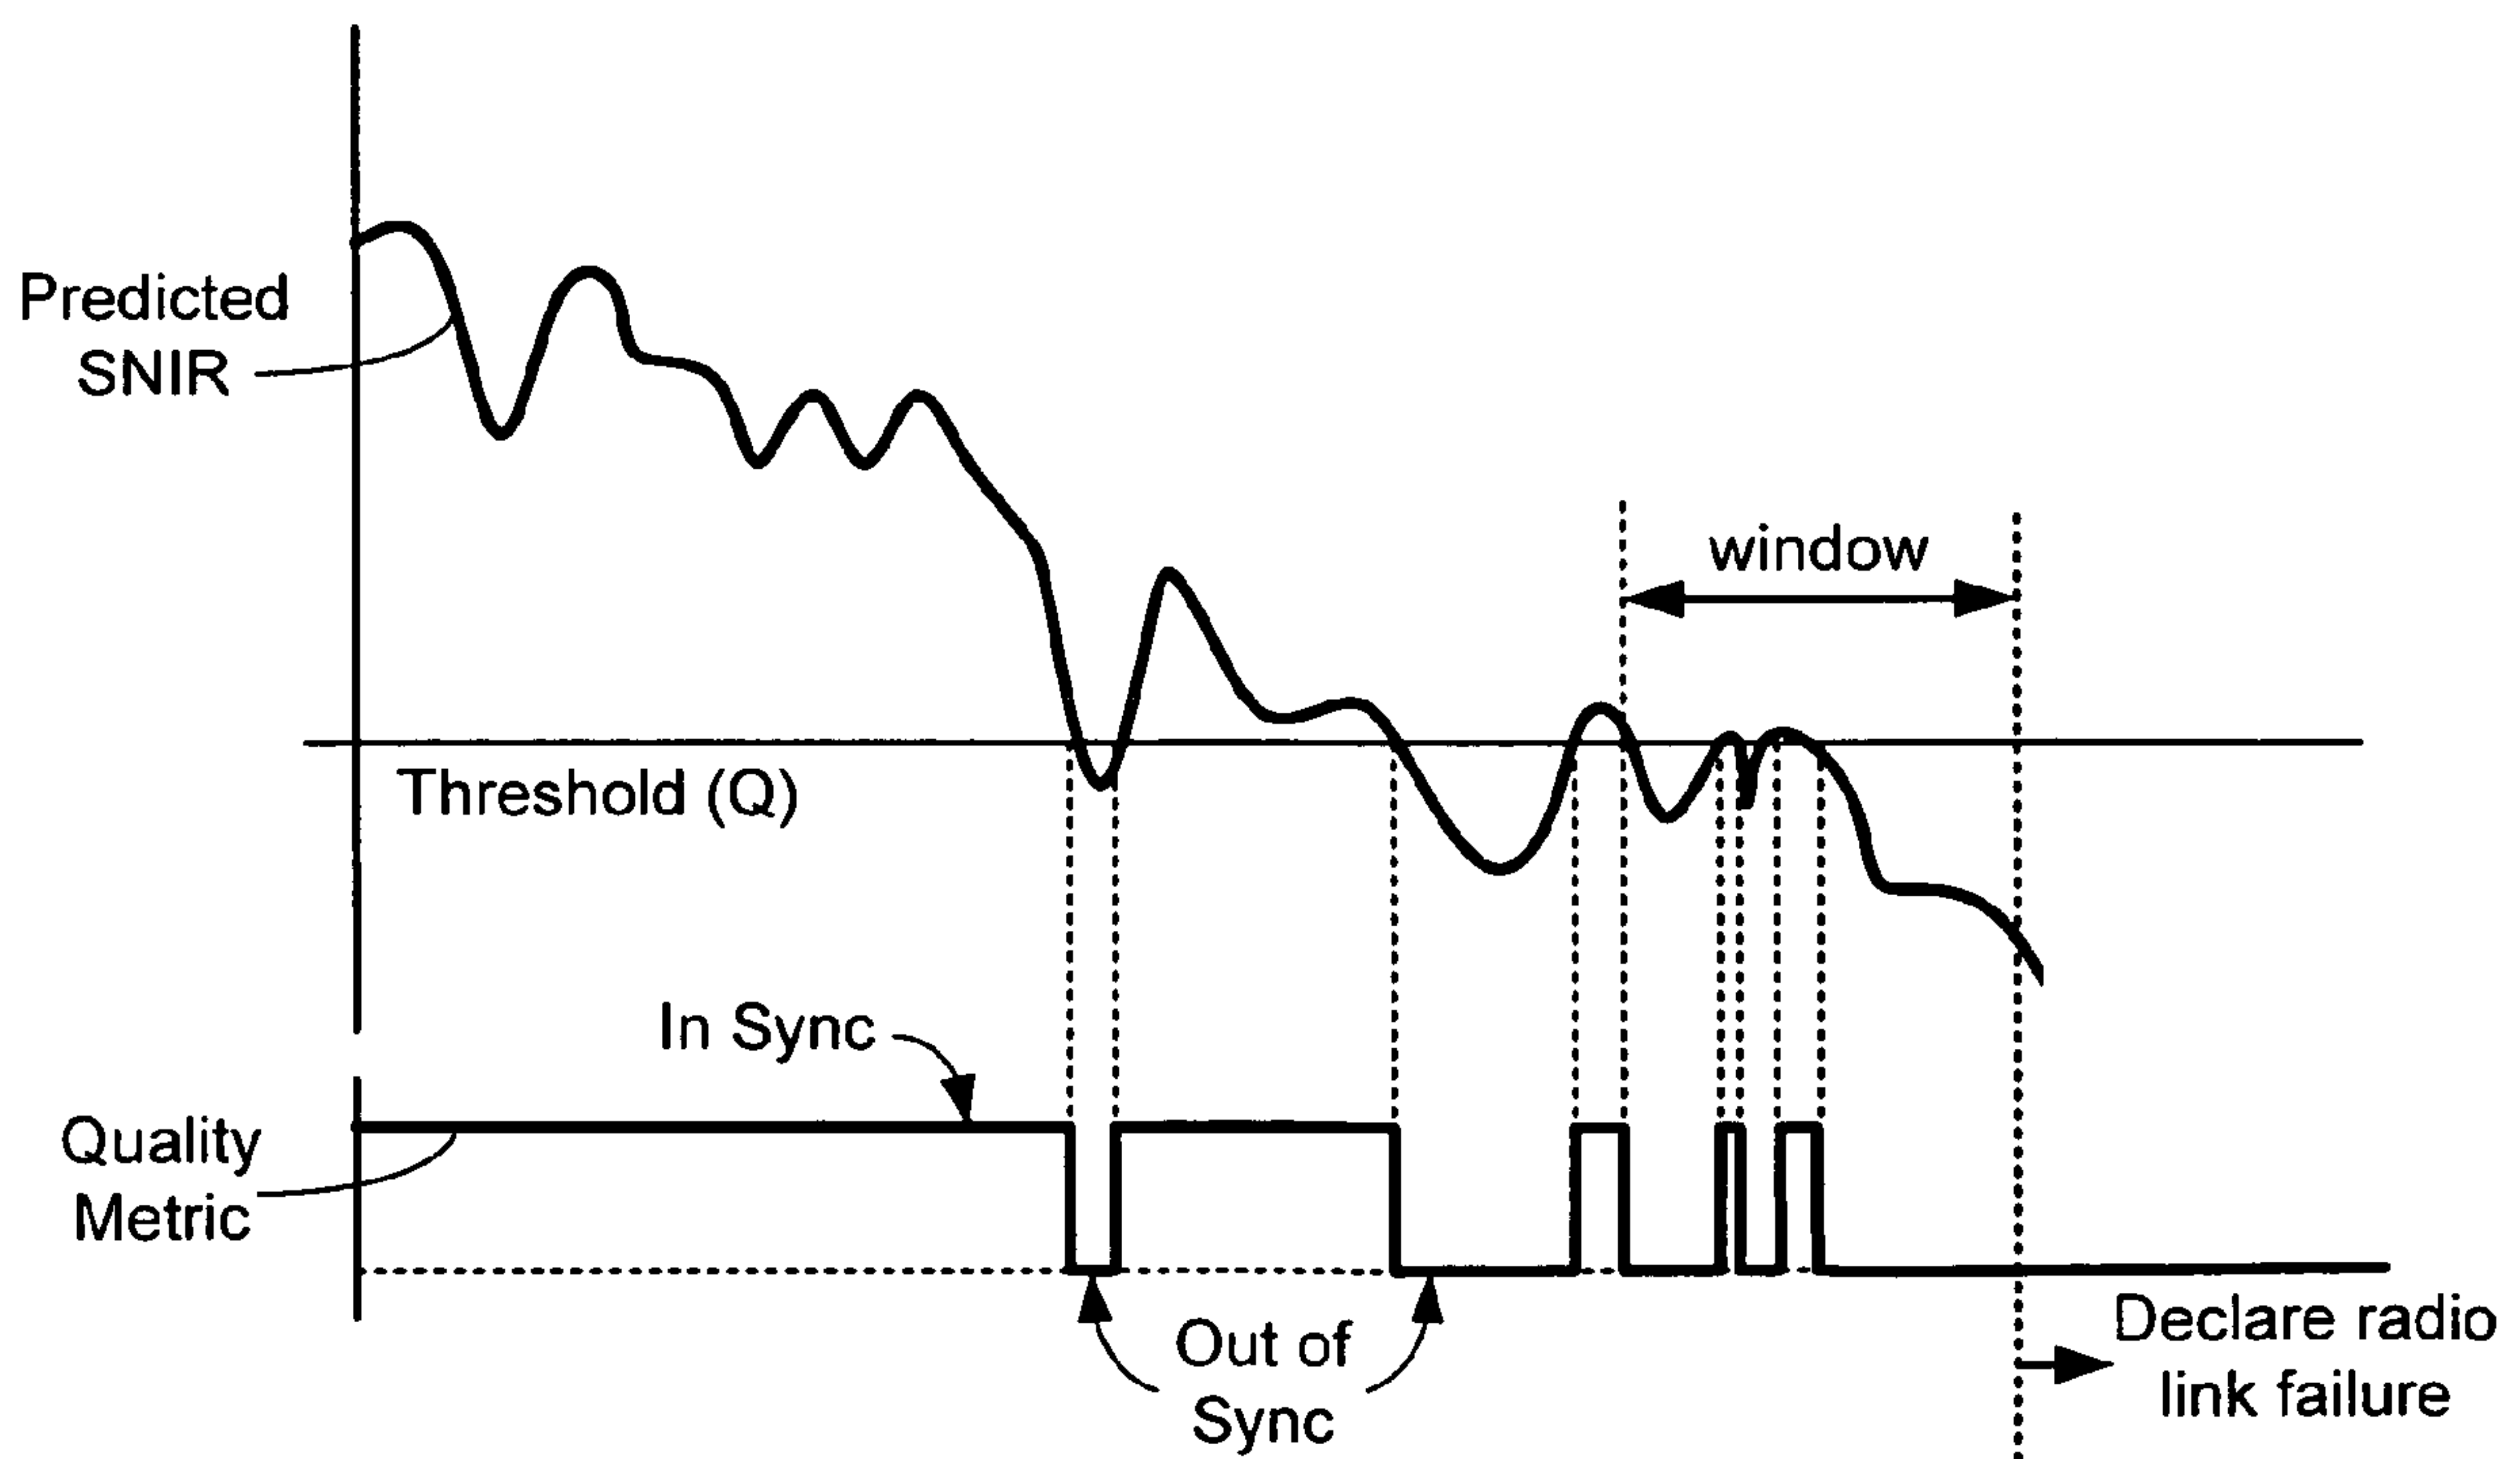 Predicted
SNIR
window
Threshold (Q)
In Sync
Quality
Metric
Out of
Sync
Declare radio
link failure